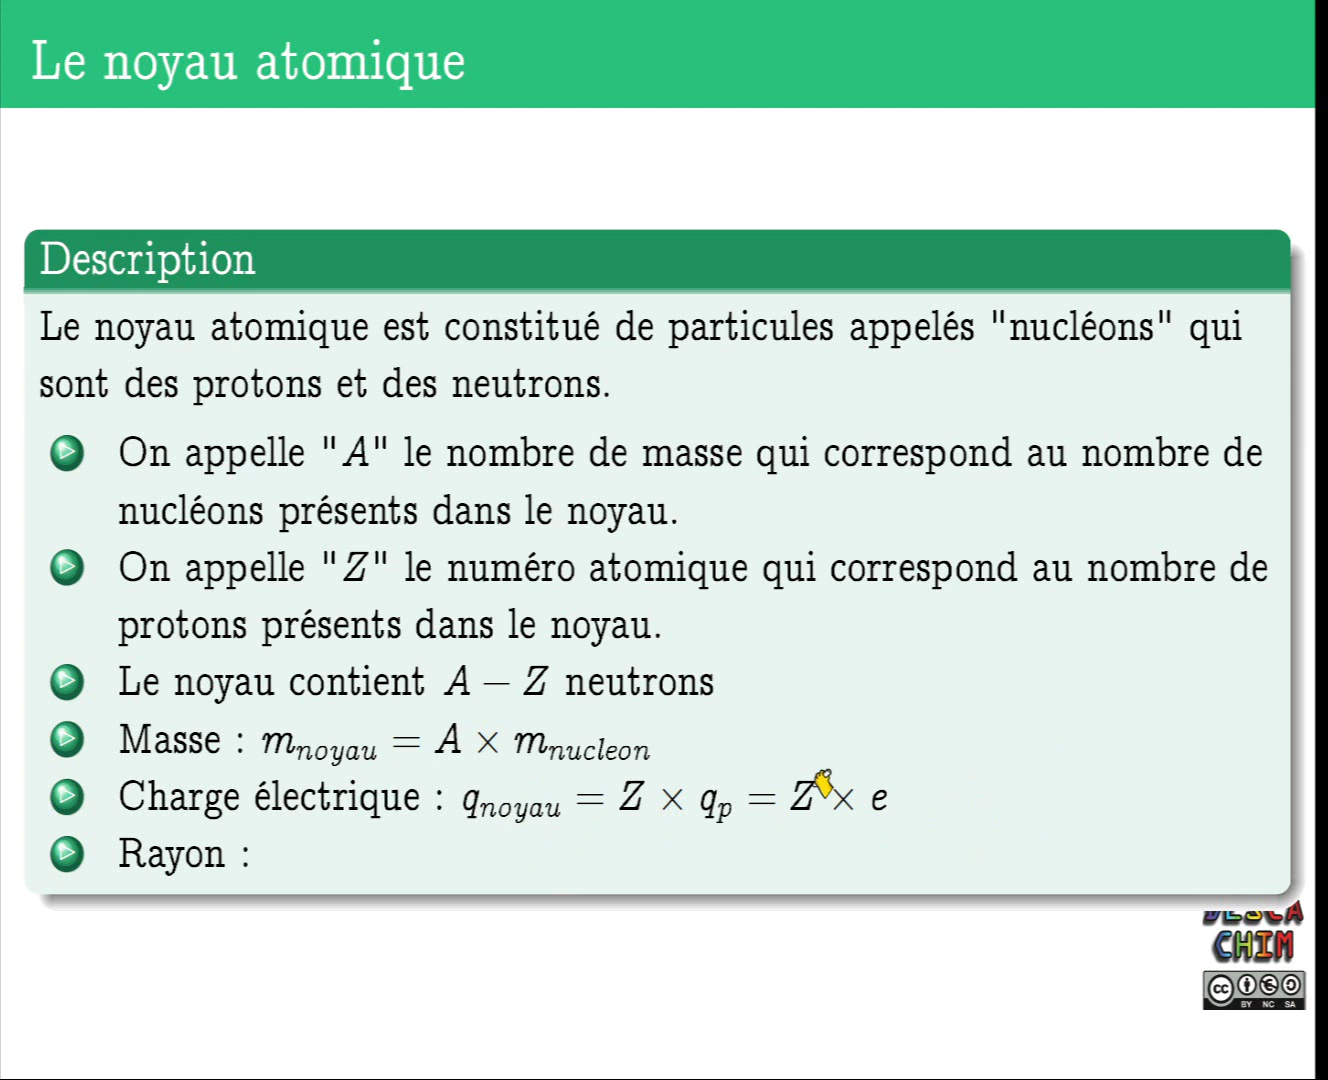 Le noyau atomique
Description
Le noyau atomique est constitué de particules appelés "nucléons" qui
sont des protons et des neutrons.
On appelle "A" le nombre de masse qui correspond au nombre de
nucléons présents dans le noyau.
On appelle "Z" le numéro atomique qui correspond au nombre de
protons présents dans le noyau.
Le noyau contient A − Z neutrons
Masse : m_noyau = A × m_nucleon
Charge électrique : q_noyau = Z × q_p = Z × e
Rayon :
DESCA
CHIM
cc
BY NC SA